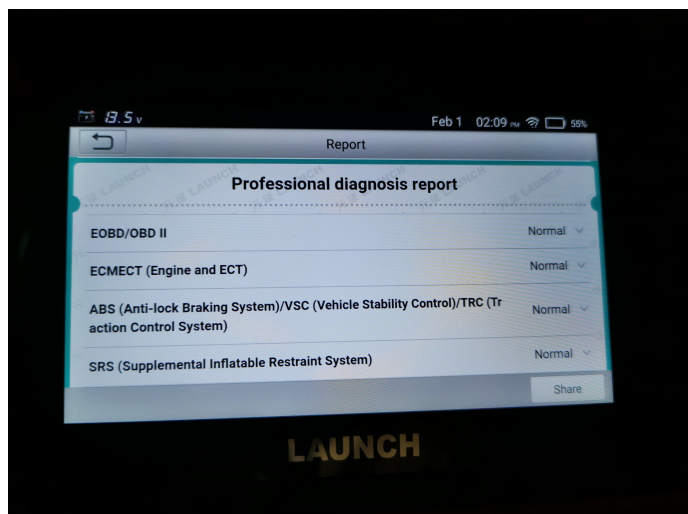 13.5 v
Feb 1 02:09 PM 55%
Report
Professional diagnosis report
EOBD/OBD II
Normal
ECMECT (Engine and ECT)
Normal
ABS (Anti-lock Braking System)/VSC (Vehicle Stability Control)/TRC (Tr
action Control System)
Normal
SRS (Supplemental Inflatable Restraint System)
Normal
Share
LAUNCH